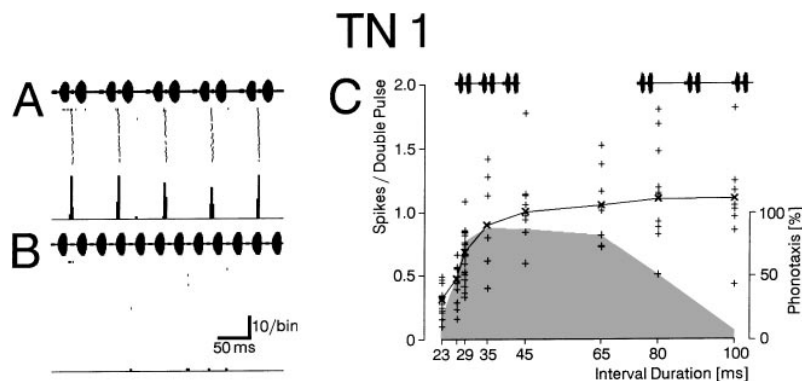 TN 1
A
B
10/bin
50 ms
C
Spikes / Double Pulse
2.0
1.5
1.0
0.5
0
100
50
0
Phonotaxis [%]
23 29 35 45 65 80 100
Interval Duration [ms]